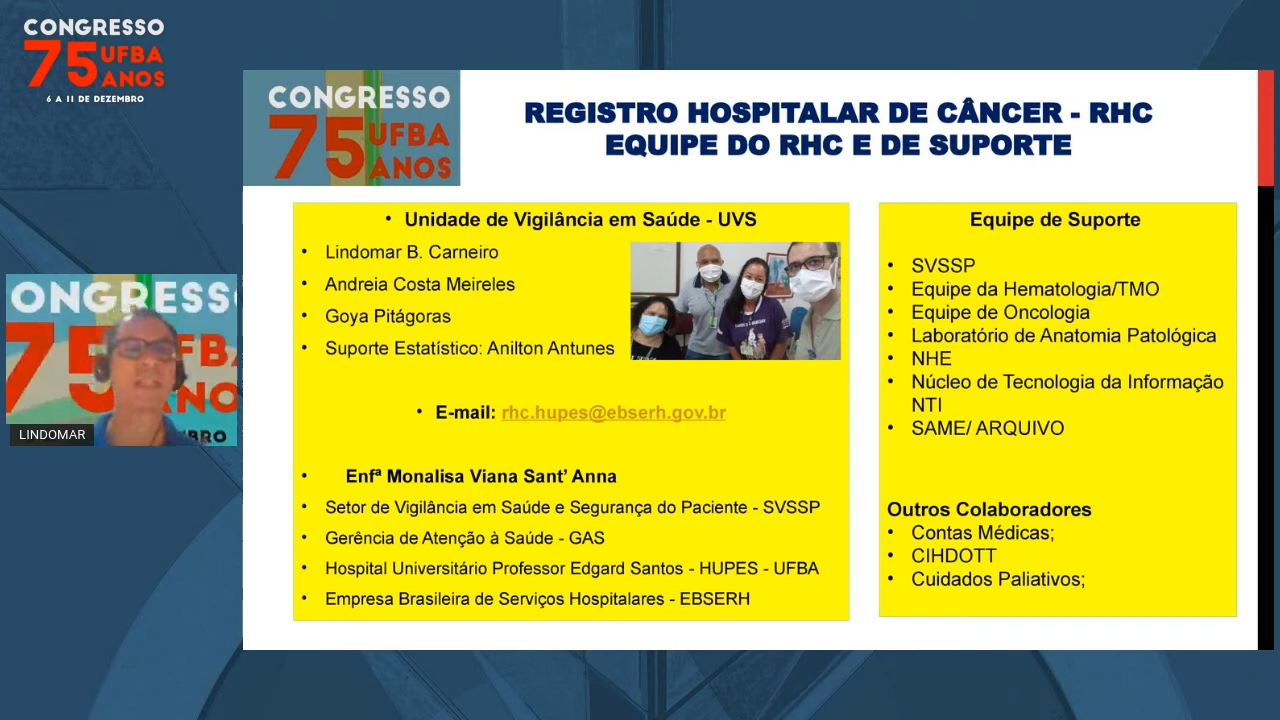 CONGRESSO
75 UFBA
ANOS
6 A 11 DE DEZEMBRO
CONGRESSO
75 UFBA
ANOS
REGISTRO HOSPITALAR DE CÂNCER - RHC
EQUIPE DO RHC E DE SUPORTE
• Unidade de Vigilância em Saúde - UVS
• Lindomar B. Carneiro
• Andreia Costa Meireles
• Goya Pitágoras
• Suporte Estatístico: Anilton Antunes
• E-mail: rhc.hupes@ebserh.gov.br
• Enfª Monalisa Viana Sant’ Anna
• Setor de Vigilância em Saúde e Segurança do Paciente - SVSSP
• Gerência de Atenção à Saúde - GAS
• Hospital Universitário Professor Edgard Santos - HUPES - UFBA
• Empresa Brasileira de Serviços Hospitalares - EBSERH
Equipe de Suporte
• SVSSP
• Equipe da Hematologia/TMO
• Equipe de Oncologia
• Laboratório de Anatomia Patológica
• NHE
• Núcleo de Tecnologia da Informação
NTI
• SAME/ ARQUIVO
Outros Colaboradores
• Contas Médicas;
• CIHDOTT
• Cuidados Paliativos;
ONGRESS
75 FB
NO
BRO
LINDOMAR